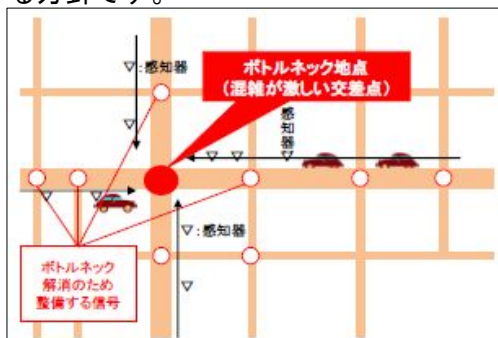 る方針です。
▽:感知器
ボトルネック地点
(混雑が激しい交差点)
感知器
▽:感知器
ボトルネック
解消のため
整備する信号